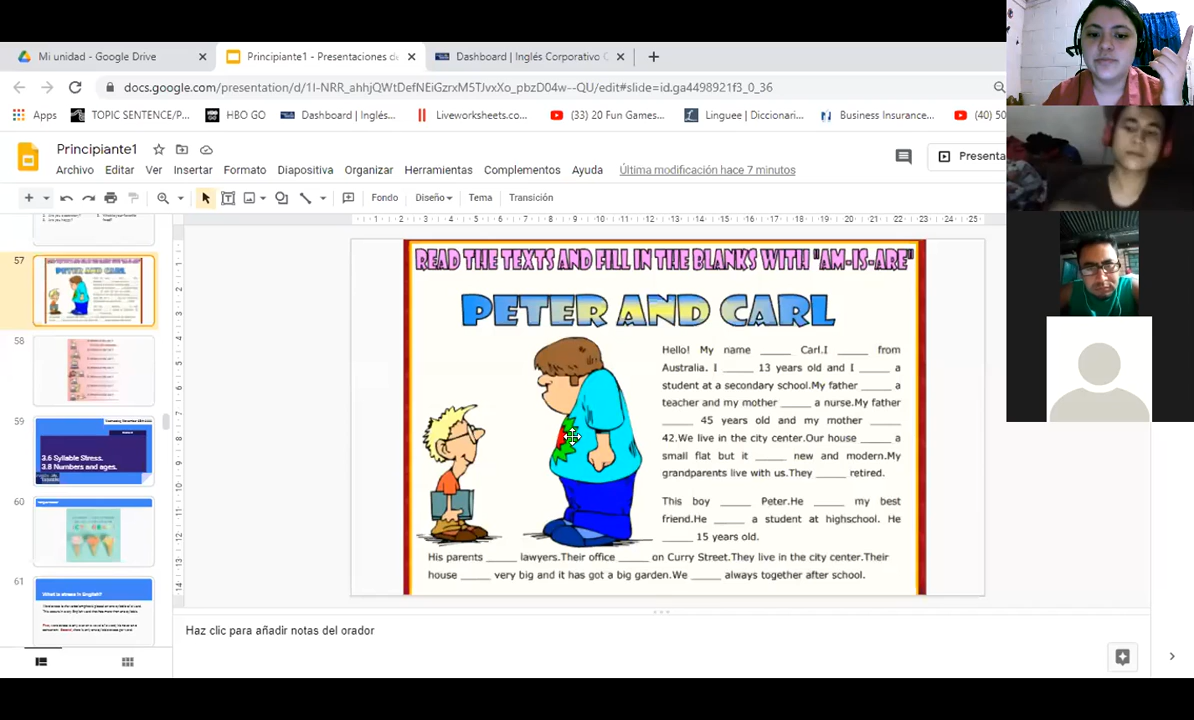 Mi unidad - Google Drive
Principiante1 - Presentaciones de
Dashboard | Inglés Corporativo
docs.google.com/presentation/d/1I-NRR_ahhjQWtDefNEiGzrxM5TJvxXo_pbzD04w--QU/edit#slide=id.ga4498921f3_0_36
Apps
TOPIC SENTENCE/P...
HBO GO
Dashboard | Inglés...
Liveworksheets.co...
(33) 20 Fun Games...
Linguee | Diccionari...
Business Insurance...
(40) 50
Principiante1
Archivo Editar Ver Insertar Formato Diapositiva Organizar Herramientas Complementos Ayuda Última modificación hace 7 minutos
Presenta
Fondo Diseño Tema Transición
57
58
59
3.6 Syllable Stress.
3.8 Numbers and ages.
60
61
What is stress in English?
READ THE TEXTS AND FILL IN THE BLANKS WITH "AM-IS-ARE"
PETER AND CARL
Hello! My name _____ Carl.I _____ from
Australia. I _____ 13 years old and I _____ a
student at a secondary school.My father _____ a
teacher and my mother _____ a nurse.My father
_____ 45 years old and my mother _____
42.We live in the city center.Our house _____ a
small flat but it _____ new and modern.My
grandparents live with us.They _____ retired.
This boy _____ Peter.He _____ my best
friend.He _____ a student at highschool. He
_____ 15 years old.
His parents _____ lawyers.Their office _____ on Curry Street.They live in the city center.Their
house _____ very big and it has got a big garden.We _____ always together after school.
Haz clic para añadir notas del orador